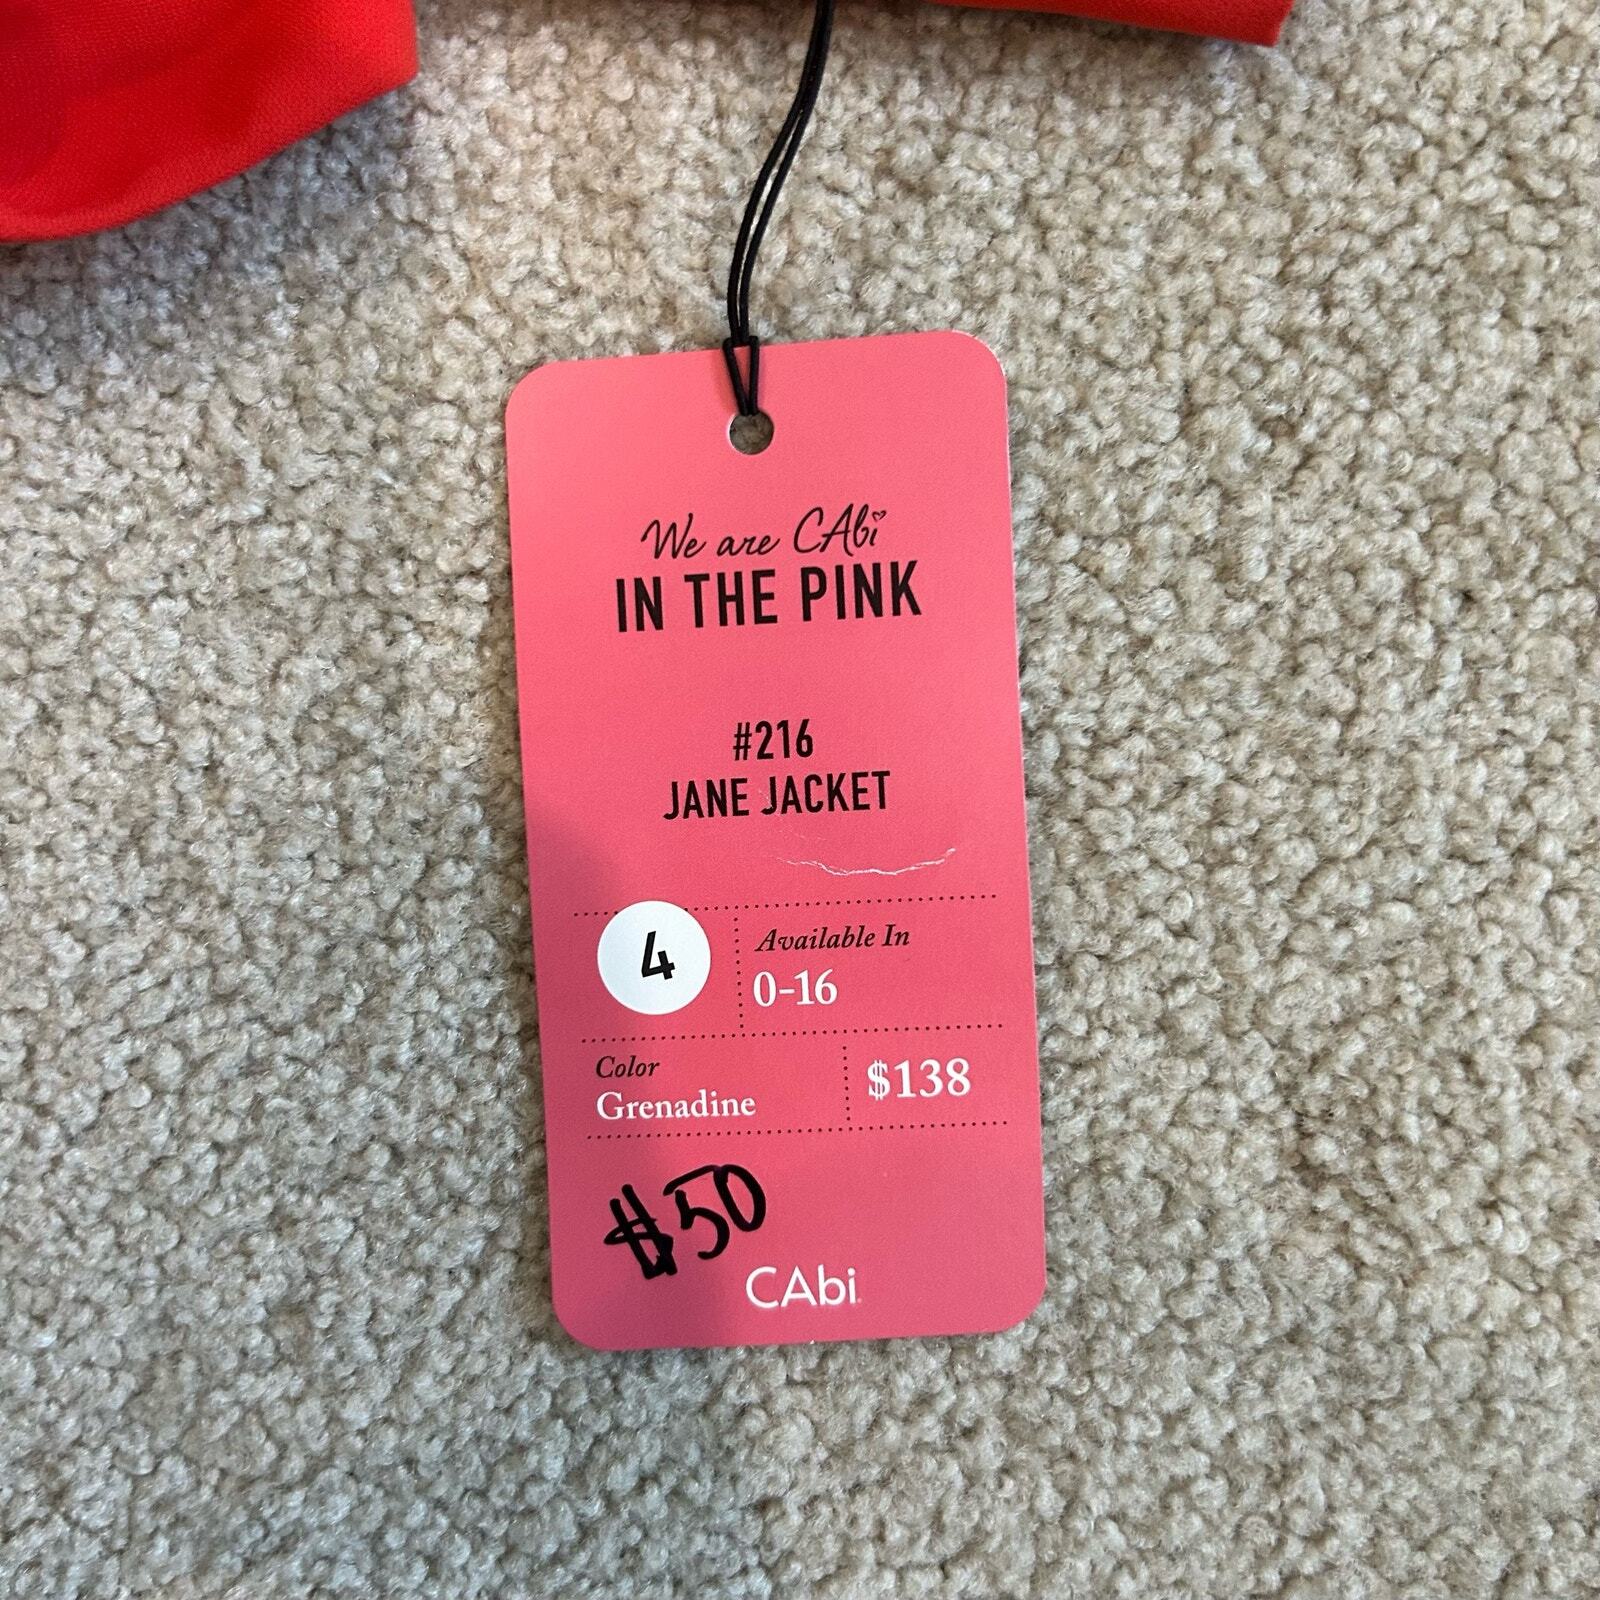 We are CAbi
IN THE PINK
#216
JANE JACKET
4
Available In
0-16
Color
Grenadine
$138
$50
CAbi